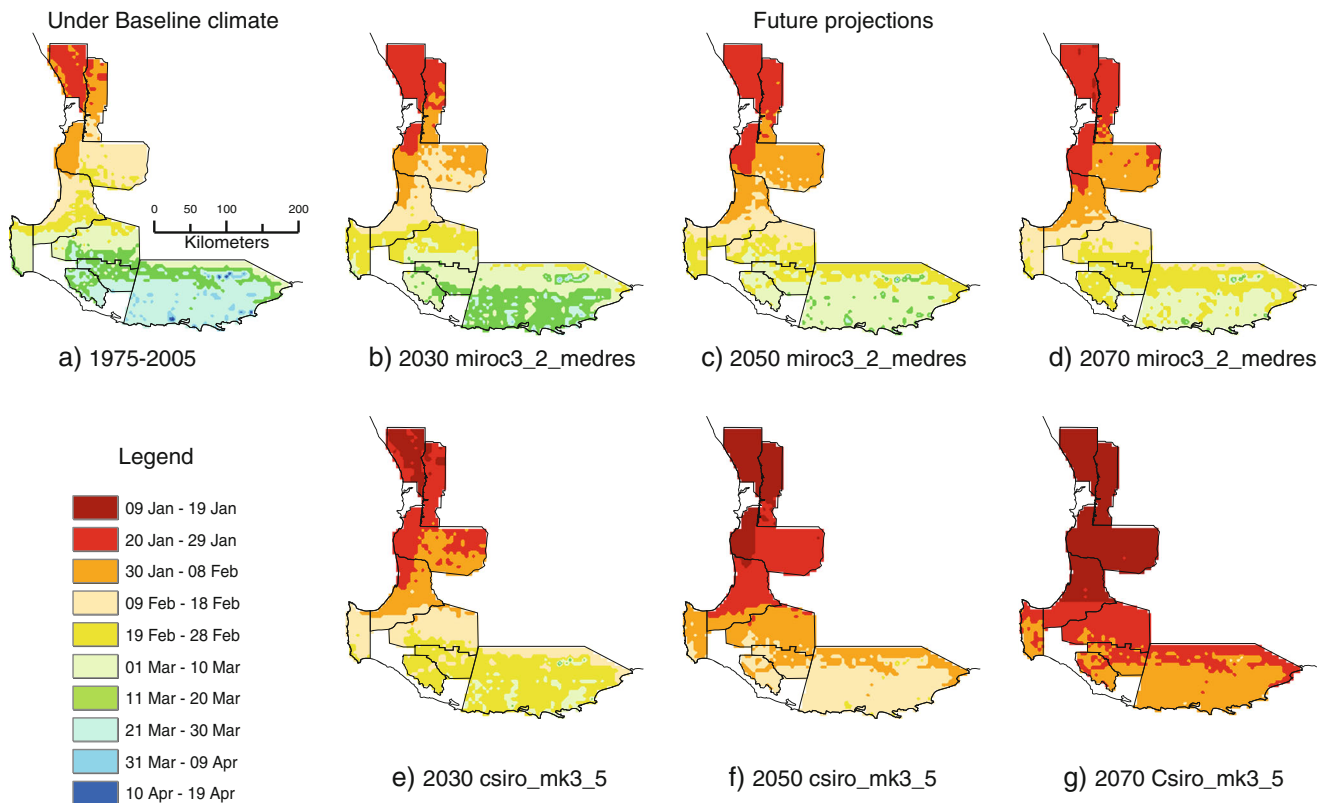 Under Baseline climate
Future projections
0 50 100 200
Kilometers
a) 1975-2005
b) 2030 miroc3_2_medres
c) 2050 miroc3_2_medres
d) 2070 miroc3_2_medres
Legend
09 Jan - 19 Jan
20 Jan - 29 Jan
30 Jan - 08 Feb
09 Feb - 18 Feb
19 Feb - 28 Feb
01 Mar - 10 Mar
11 Mar - 20 Mar
21 Mar - 30 Mar
31 Mar - 09 Apr
10 Apr - 19 Apr
e) 2030 csiro_mk3_5
f) 2050 csiro_mk3_5
g) 2070 Csiro_mk3_5